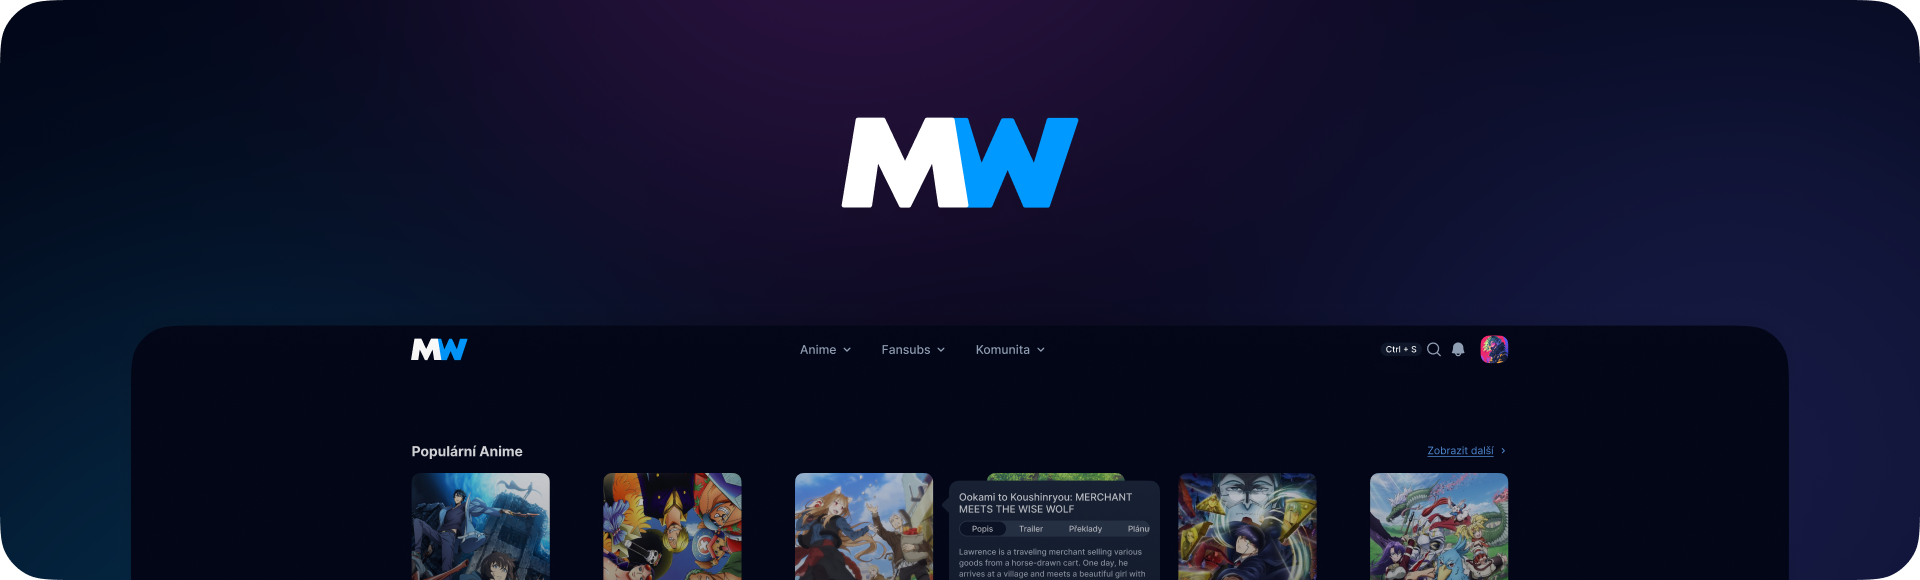 MW
MW
Anime
Fansubs
Komunita
Ctrl + S
Populární Anime
Zobrazit další
Ookami to Koushinryou: MERCHANT
MEETS THE WISE WOLF
Popis
Trailer
Překlady
Plánu
Lawrence is a traveling merchant selling various
goods from a horse-drawn cart. One day, he
arrives at a village and meets a beautiful girl with